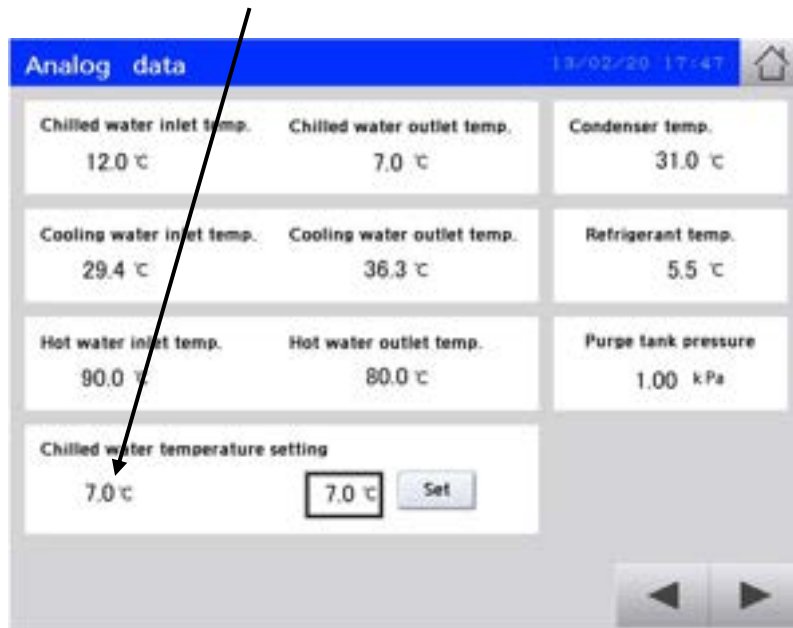 Analog data 13/02/20 17:47
Chilled water inlet temp. Chilled water outlet temp. Condenser temp.
12.0 ℃ 7.0 ℃ 31.0 ℃
Cooling water inlet temp. Cooling water outlet temp. Refrigerant temp.
29.4 ℃ 36.3 ℃ 5.5 ℃
Hot water inlet temp. Hot water outlet temp. Purge tank pressure
90.0 ℃ 80.0 ℃ 1.00 kPa
Chilled water temperature setting
7.0 ℃ 7.0 ℃ Set